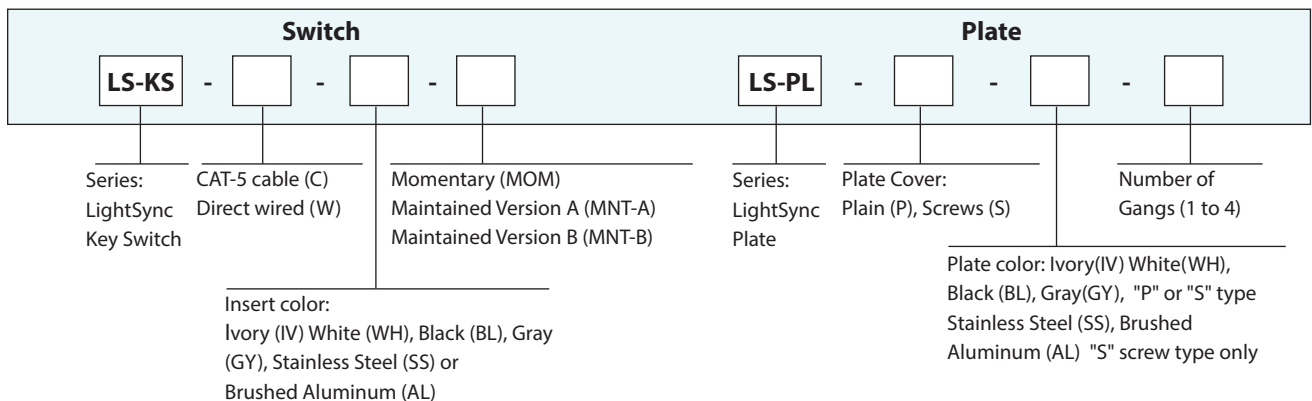 Switch
Plate
LS-KS - - -
LS-PL - - -
Series:
LightSync
Key Switch
CAT-5 cable (C)
Direct wired (W)
Momentary (MOM)
Maintained Version A (MNT-A)
Maintained Version B (MNT-B)
Series:
LightSync
Plate
Plate Cover:
Plain (P), Screws (S)
Number of
Gangs (1 to 4)
Insert color:
Ivory (IV) White (WH), Black (BL), Gray
(GY), Stainless Steel (SS) or
Brushed Aluminum (AL)
Plate color: Ivory(IV) White(WH),
Black (BL), Gray(GY), "P" or "S" type
Stainless Steel (SS), Brushed
Aluminum (AL) "S" screw type only